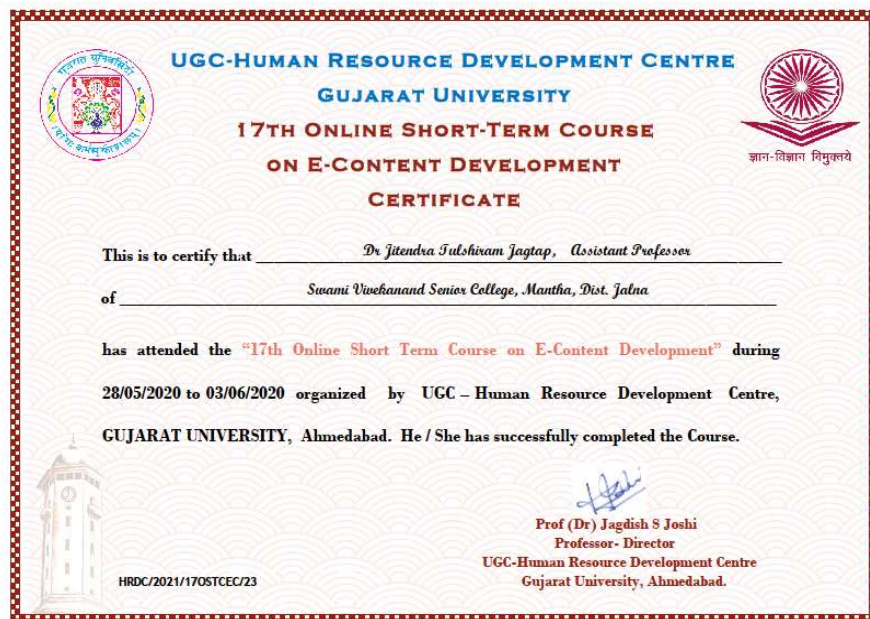 गुजरात युनिवर्सिटी
UGC-HUMAN RESOURCE DEVELOPMENT CENTRE
GUJARAT UNIVERSITY
17TH ONLINE SHORT-TERM COURSE
ON E-CONTENT DEVELOPMENT
CERTIFICATE
ज्ञान-विज्ञान विमुक्तये
This is to certify that Dr Jitendra Tulshiram Jagtap, Assistant Professor
of Swami Vivekanand Senior College, Mantha, Dist. Jalna
has attended the “17th Online Short Term Course on E-Content Development” during
28/05/2020 to 03/06/2020 organized by UGC – Human Resource Development Centre,
GUJARAT UNIVERSITY, Ahmedabad. He / She has successfully completed the Course.
Prof (Dr) Jagdish S Joshi
Professor- Director
UGC-Human Resource Development Centre
Gujarat University, Ahmedabad.
HRDC/2021/17OSTCEC/23